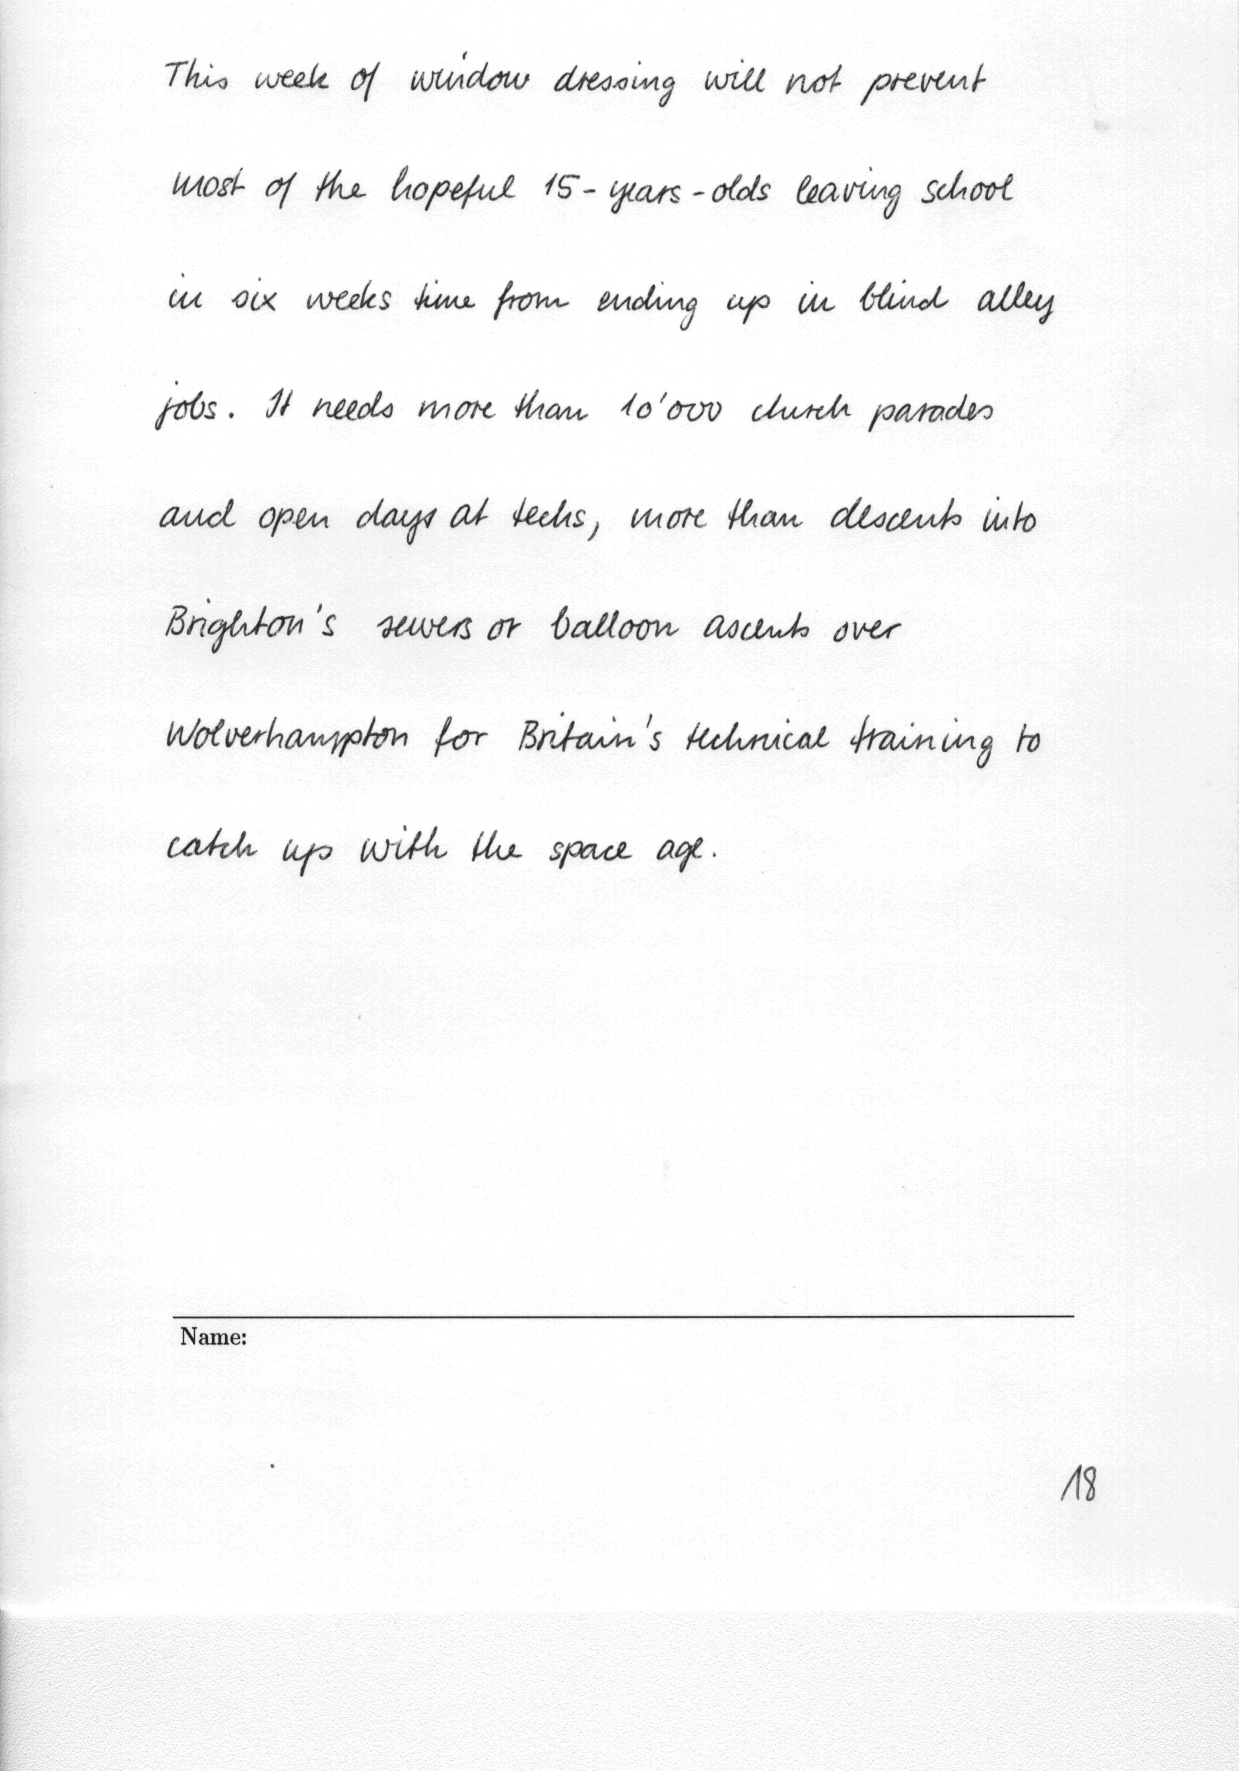 This week of window dressing will not prevent
most of the hopeful 15-years-olds leaving school
in six weeks time from ending up in blind alley
jobs. It needs more than 10'000 church parades
and open days at techs, more than descents into
Brighton's sewers or balloon ascents over
Wolverhampton for Britain's technical training to
catch up with the space age.
Name:
18